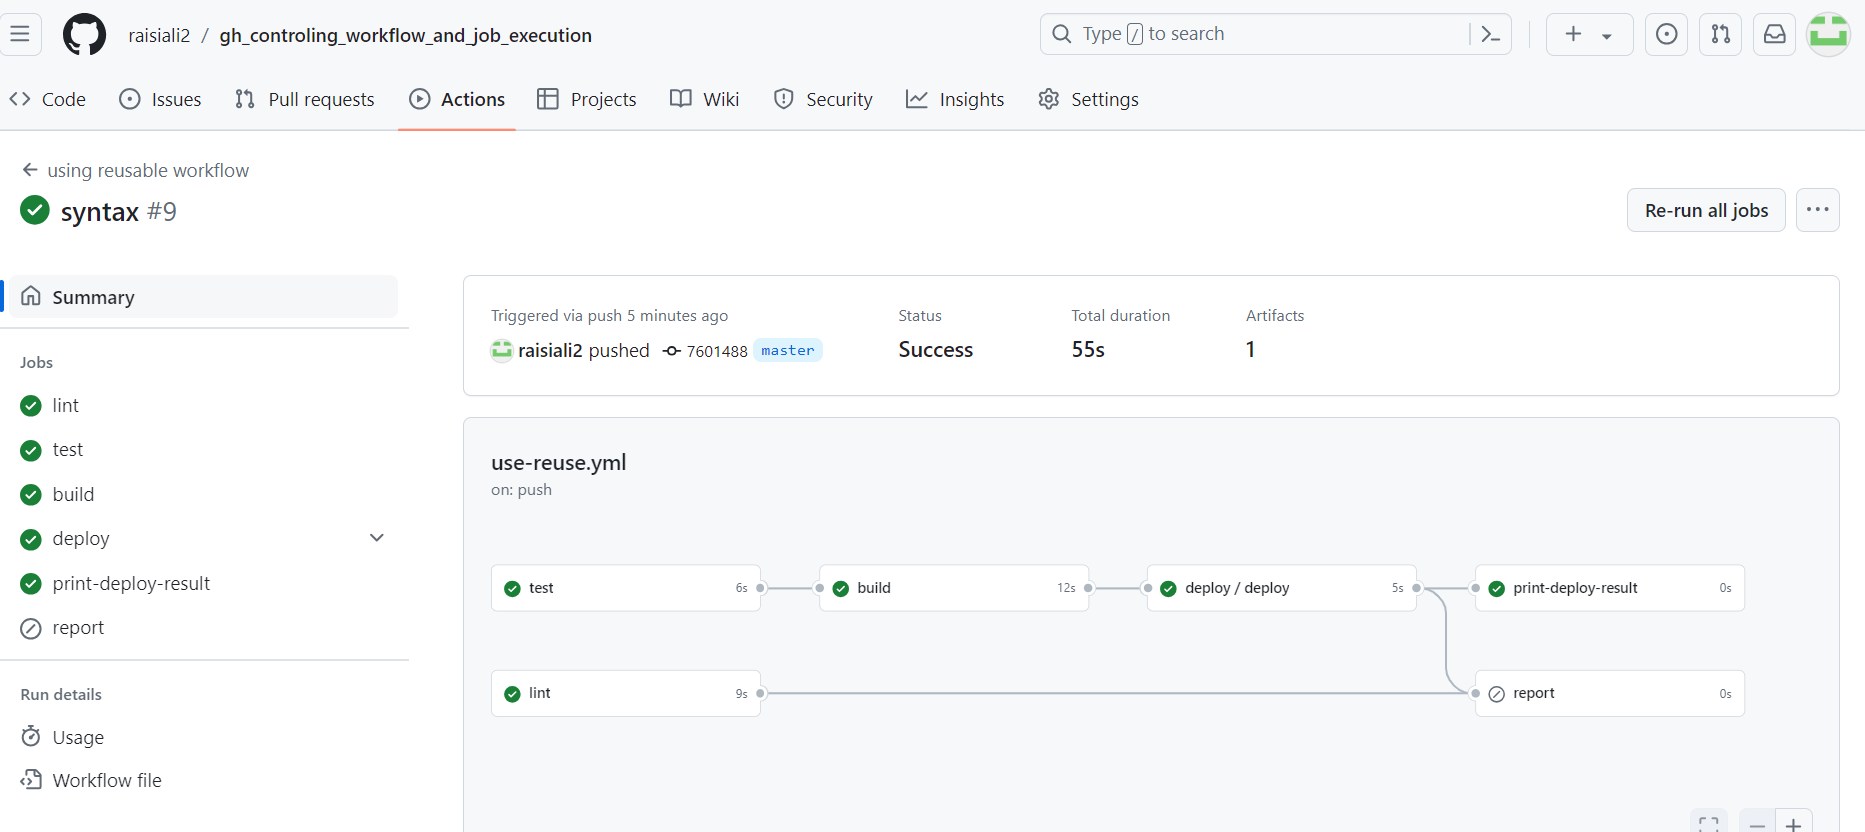 raisiali2 / gh_controling_workflow_and_job_execution
Type / to search
Code Issues Pull requests Actions Projects Wiki Security Insights Settings
using reusable workflow
syntax #9
Re-run all jobs
Summary
Jobs
lint
test
build
deploy
print-deploy-result
report
Run details
Usage
Workflow file
Triggered via push 5 minutes ago
raisiali2 pushed 7601488 master
Status
Success
Total duration
55s
Artifacts
1
use-reuse.yml
on: push
test 6s
build 12s
deploy / deploy 5s
print-deploy-result 0s
lint 9s
report 0s